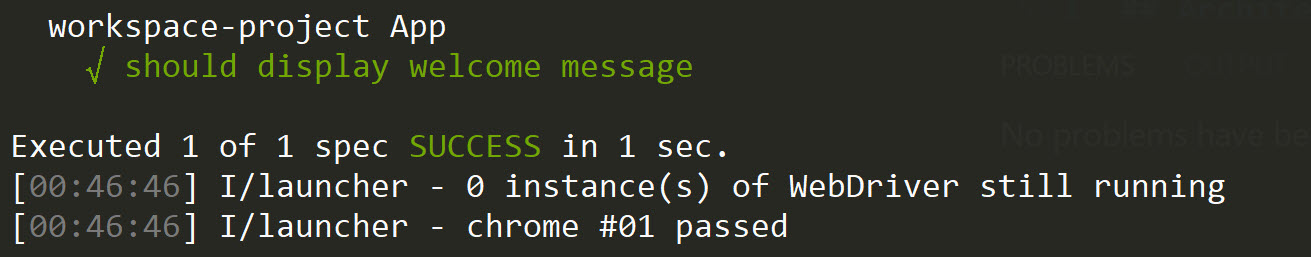 workspace-project App
√ should display welcome message
Executed 1 of 1 spec SUCCESS in 1 sec.
[00:46:46] I/launcher - 0 instance(s) of WebDriver still running
[00:46:46] I/launcher - chrome #01 passed
## Archite
PROBLEMS OUTPUT
No problems have be